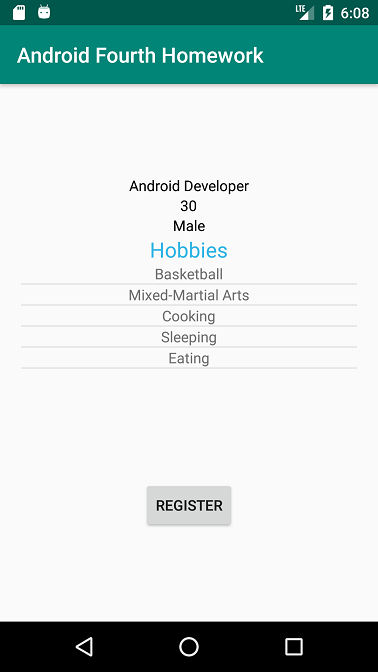 LTE 6:08
Android Fourth Homework
Android Developer
30
Male
Hobbies
Basketball
Mixed-Martial Arts
Cooking
Sleeping
Eating
REGISTER